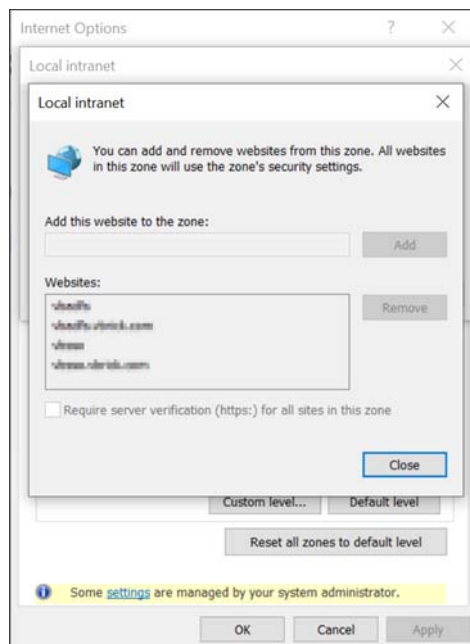 Internet Options
Local intranet
Local intranet
You can add and remove websites from this zone. All websites
in this zone will use the zone's security settings.
Add this website to the zone:
Add
Websites:
Remove
Require server verification (https:) for all sites in this zone
Close
Custom level...
Default level
Reset all zones to default level
Some settings are managed by your system administrator.
OK
Cancel
Apply